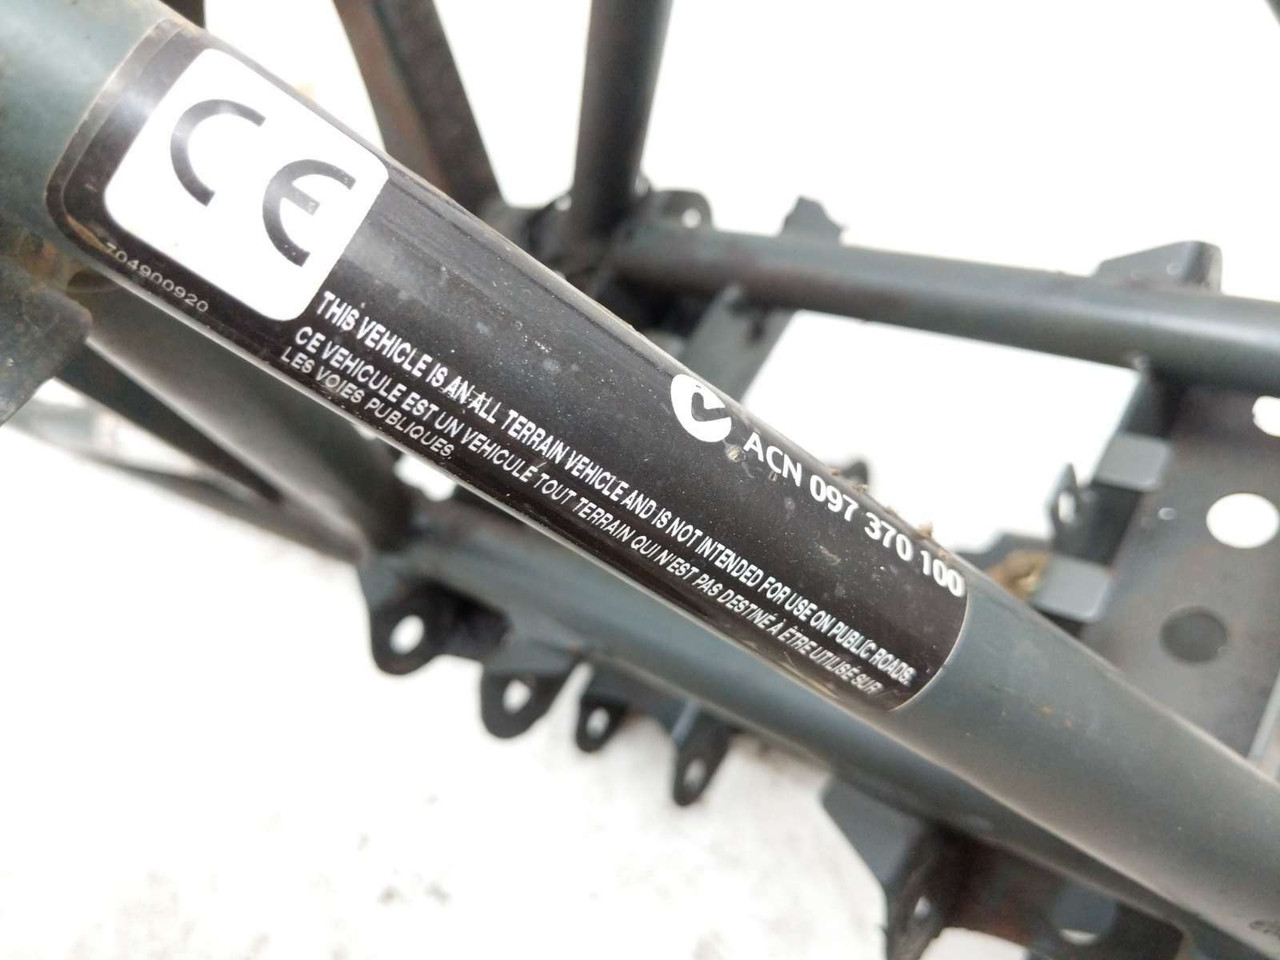 CE
704900920
THIS VEHICLE IS AN ALL TERRAIN VEHICLE AND IS NOT INTENDED FOR USE ON PUBLIC ROADS.
CE VEHICULE EST UN VEHICULE TOUT TERRAIN QUI N'EST PAS DESTINÉ À ÊTRE UTILISÉ SUR
LES VOIES PUBLIQUES.
ACN 097 370 100